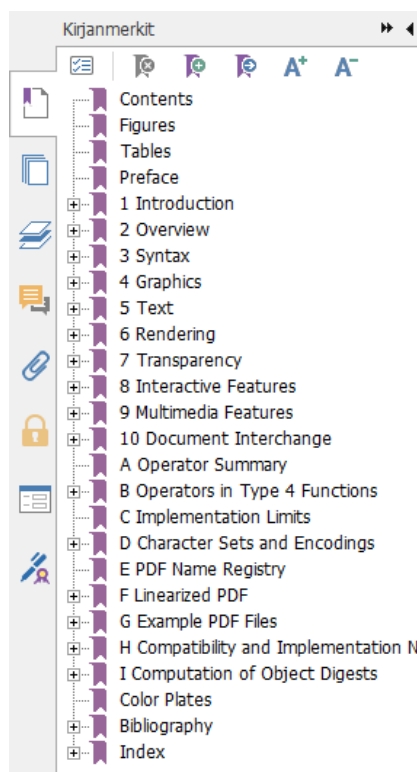 Kirjanmerkit
A+ A-
Contents
Figures
Tables
Preface
1 Introduction
2 Overview
3 Syntax
4 Graphics
5 Text
6 Rendering
7 Transparency
8 Interactive Features
9 Multimedia Features
10 Document Interchange
A Operator Summary
B Operators in Type 4 Functions
C Implementation Limits
D Character Sets and Encodings
E PDF Name Registry
F Linearized PDF
G Example PDF Files
H Compatibility and Implementation N
I Computation of Object Digests
Color Plates
Bibliography
Index